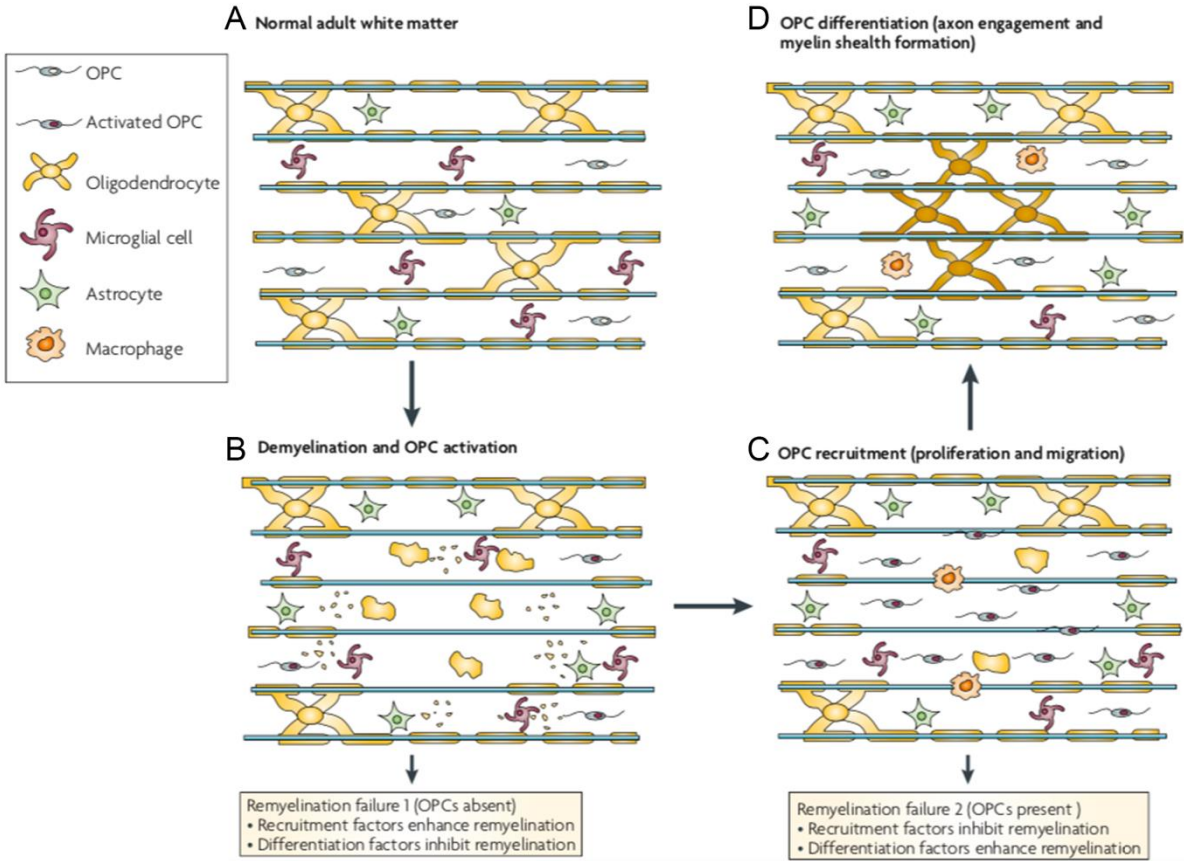 A Normal adult white matter
D OPC differentiation (axon engagement and
myelin shealth formation)
OPC
Activated OPC
Oligodendrocyte
Microglial cell
Astrocyte
Macrophage
B Demyelination and OPC activation
C OPC recruitment (proliferation and migration)
Remyelination failure 1 (OPCs absent)
• Recruitment factors enhance remyelination
• Differentiation factors inhibit remyelination
Remyelination failure 2 (OPCs present )
• Recruitment factors inhibit remyelination
• Differentiation factors enhance remyelination